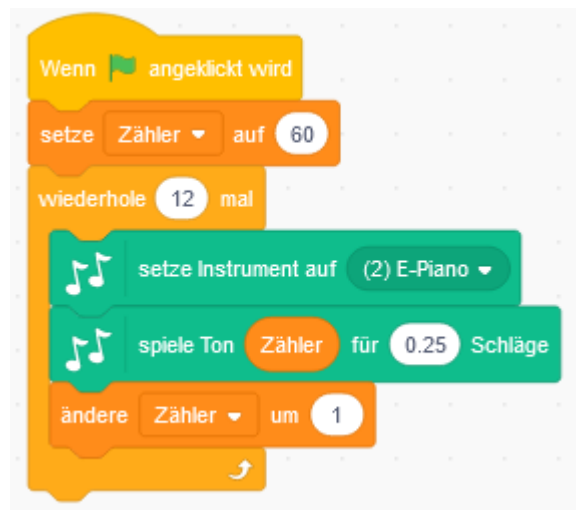 Wenn angeklickt wird
setze Zähler auf 60
wiederhole 12 mal
setze Instrument auf (2) E-Piano
spiele Ton Zähler für 0.25 Schläge
ändere Zähler um 1